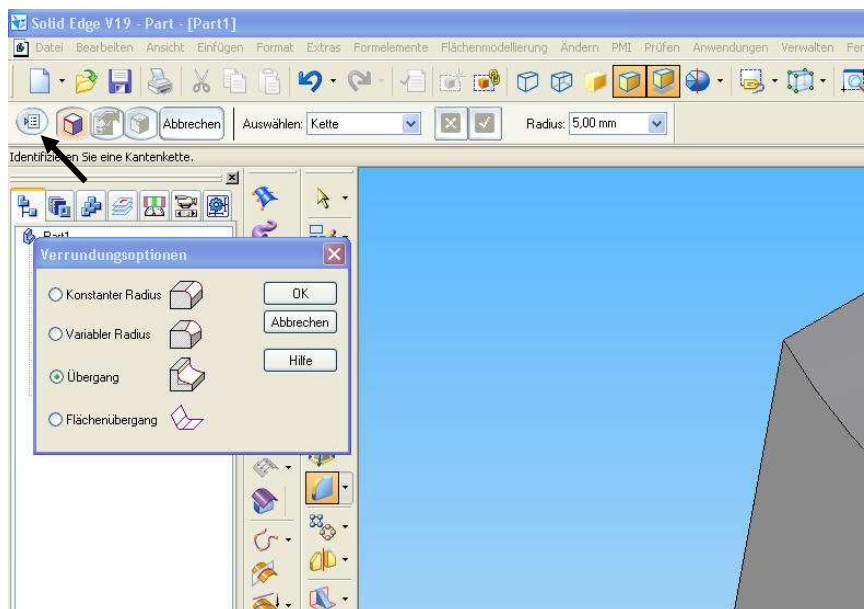 Solid Edge V19 - Part - [Part1]
Datei Bearbeiten Ansicht Einfügen Format Extras Formelemente Flächenmodellierung Ändern PMI Prüfen Anwendungen Verwalten Fen
Abbrechen Auswählen: Kette Radius: 5,00 mm
Identifizieren Sie eine Kantenkette.
Part1
Verrundungsoptionen
Konstanter Radius
OK
Abbrechen
Variabler Radius
Hilfe
Übergang
Flächenübergang